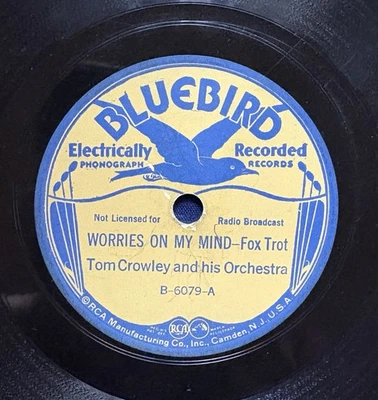 BLUEBIRD
Electrically Recorded
PHONOGRAPH RECORDS
Not Licensed for Radio Broadcast
WORRIES ON MY MIND—Fox Trot
Tom Crowley and his Orchestra
B-6079-A
RCA
©RCA Manufacturing Co., Inc., Camden, N.J., U.S.A.